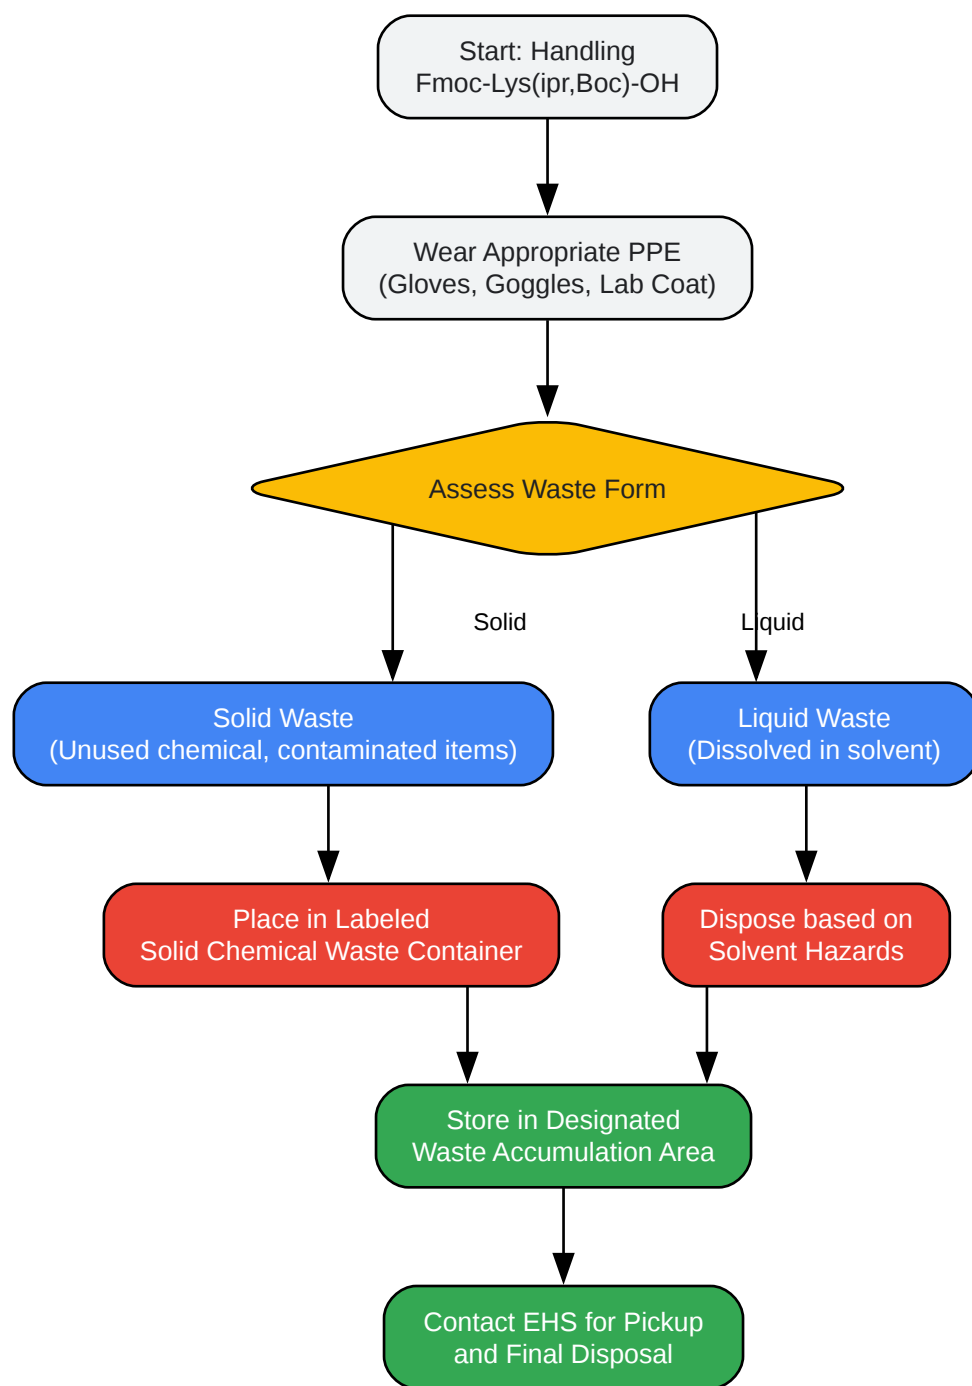 Start: Handling
Fmoc-Lys(ipr,Boc)-OH
Wear Appropriate PPE
(Gloves, Goggles, Lab Coat)
Assess Waste Form
Solid
Liquid
Solid Waste
(Unused chemical, contaminated items)
Liquid Waste
(Dissolved in solvent)
Place in Labeled
Solid Chemical Waste Container
Dispose based on
Solvent Hazards
Store in Designated
Waste Accumulation Area
Contact EHS for Pickup
and Final Disposal